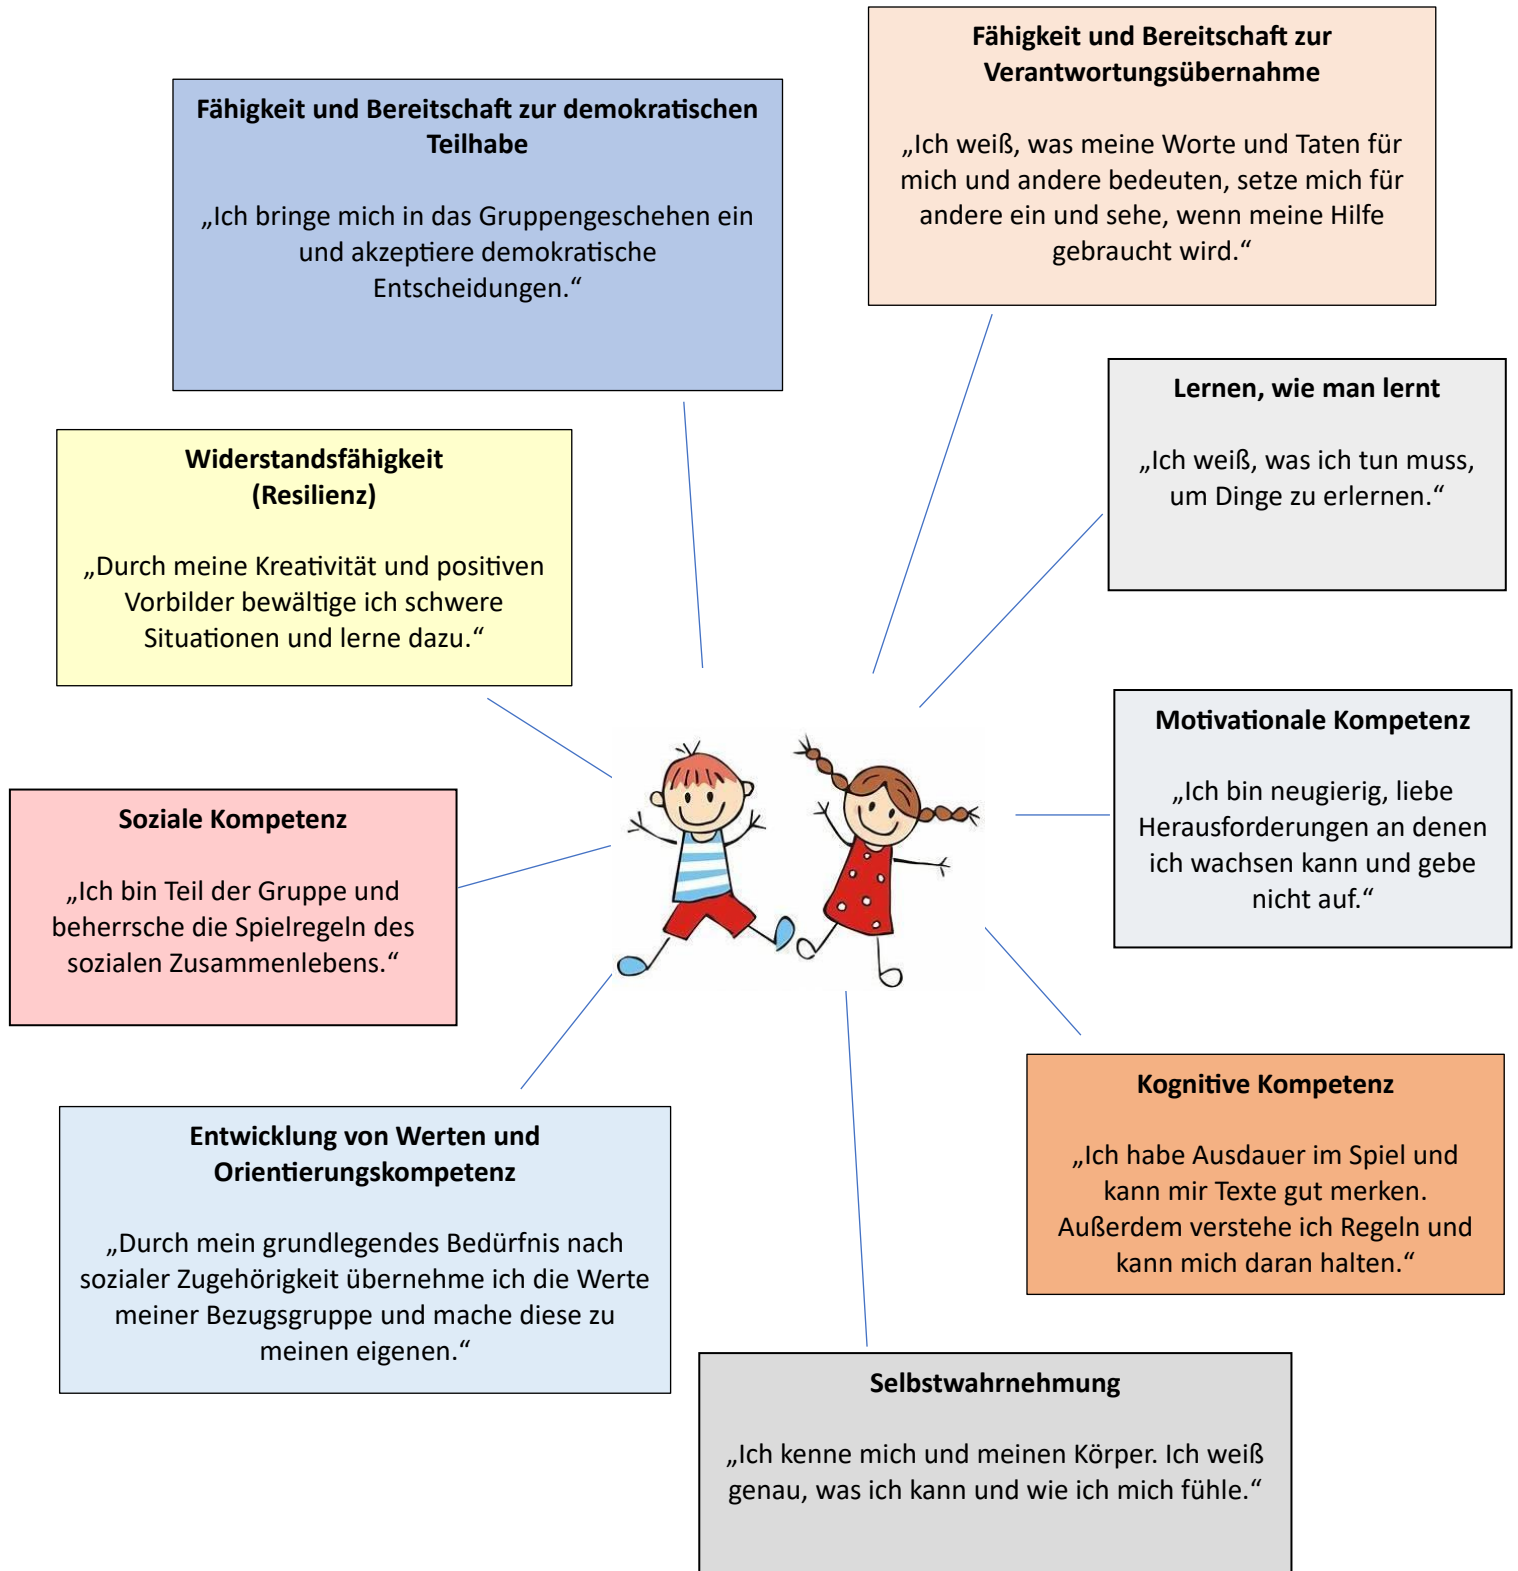 Fähigkeit und Bereitschaft zur
Verantwortungsübernahme
„Ich weiß, was meine Worte und Taten für
mich und andere bedeuten, setze mich für
andere ein und sehe, wenn meine Hilfe
gebraucht wird.“
Fähigkeit und Bereitschaft zur demokratischen
Teilhabe
„Ich bringe mich in das Gruppengeschehen ein
und akzeptiere demokratische
Entscheidungen.“
Lernen, wie man lernt
„Ich weiß, was ich tun muss,
um Dinge zu erlernen.“
Widerstandsfähigkeit
(Resilienz)
„Durch meine Kreativität und positiven
Vorbilder bewältige ich schwere
Situationen und lerne dazu.“
Motivationale Kompetenz
„Ich bin neugierig, liebe
Herausforderungen an denen
ich wachsen kann und gebe
nicht auf.“
Soziale Kompetenz
„Ich bin Teil der Gruppe und
beherrsche die Spielregeln des
sozialen Zusammenlebens.“
Kognitive Kompetenz
„Ich habe Ausdauer im Spiel und
kann mir Texte gut merken.
Außerdem verstehe ich Regeln und
kann mich daran halten.“
Entwicklung von Werten und
Orientierungskompetenz
„Durch mein grundlegendes Bedürfnis nach
sozialer Zugehörigkeit übernehme ich die Werte
meiner Bezugsgruppe und mache diese zu
meinen eigenen.“
Selbstwahrnehmung
„Ich kenne mich und meinen Körper. Ich weiß
genau, was ich kann und wie ich mich fühle.“